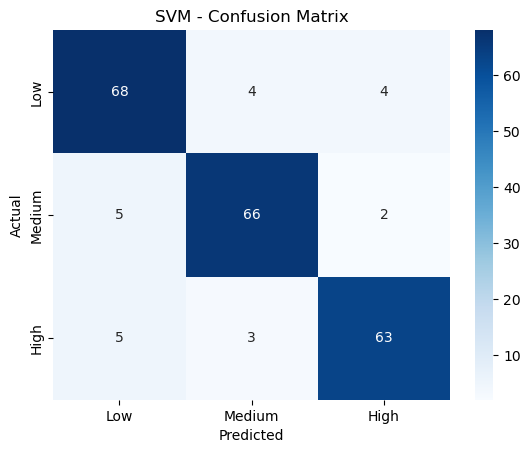 SVM - Confusion Matrix
Actual
Low
68 4 4
Medium
5 66 2
High
5 3 63
Low Medium High
Predicted
60
50
40
30
20
10